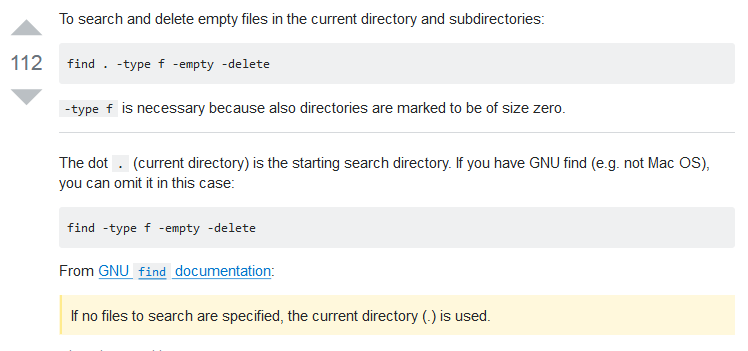 To search and delete empty files in the current directory and subdirectories:
112
find . -type f -empty -delete
-type f is necessary because also directories are marked to be of size zero.
The dot . (current directory) is the starting search directory. If you have GNU find (e.g. not Mac OS),
you can omit it in this case:
find -type f -empty -delete
From GNU find documentation:
If no files to search are specified, the current directory (.) is used.